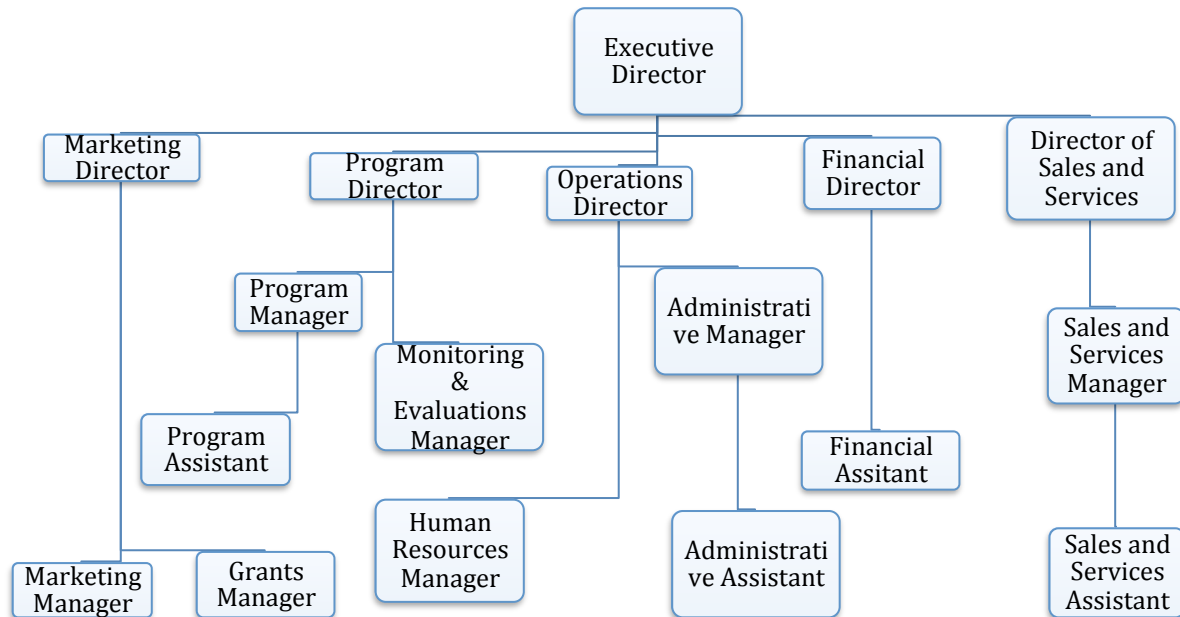 Executive
Director
Marketing
Director
Program
Director
Operations
Director
Financial
Director
Director of
Sales and
Services
Program
Manager
Monitoring
&
Evaluations
Manager
Administrati
ve Manager
Sales and
Services
Manager
Program
Assistant
Financial
Assitant
Human
Resources
Manager
Administrati
ve Assistant
Sales and
Services
Assistant
Marketing
Manager
Grants
Manager